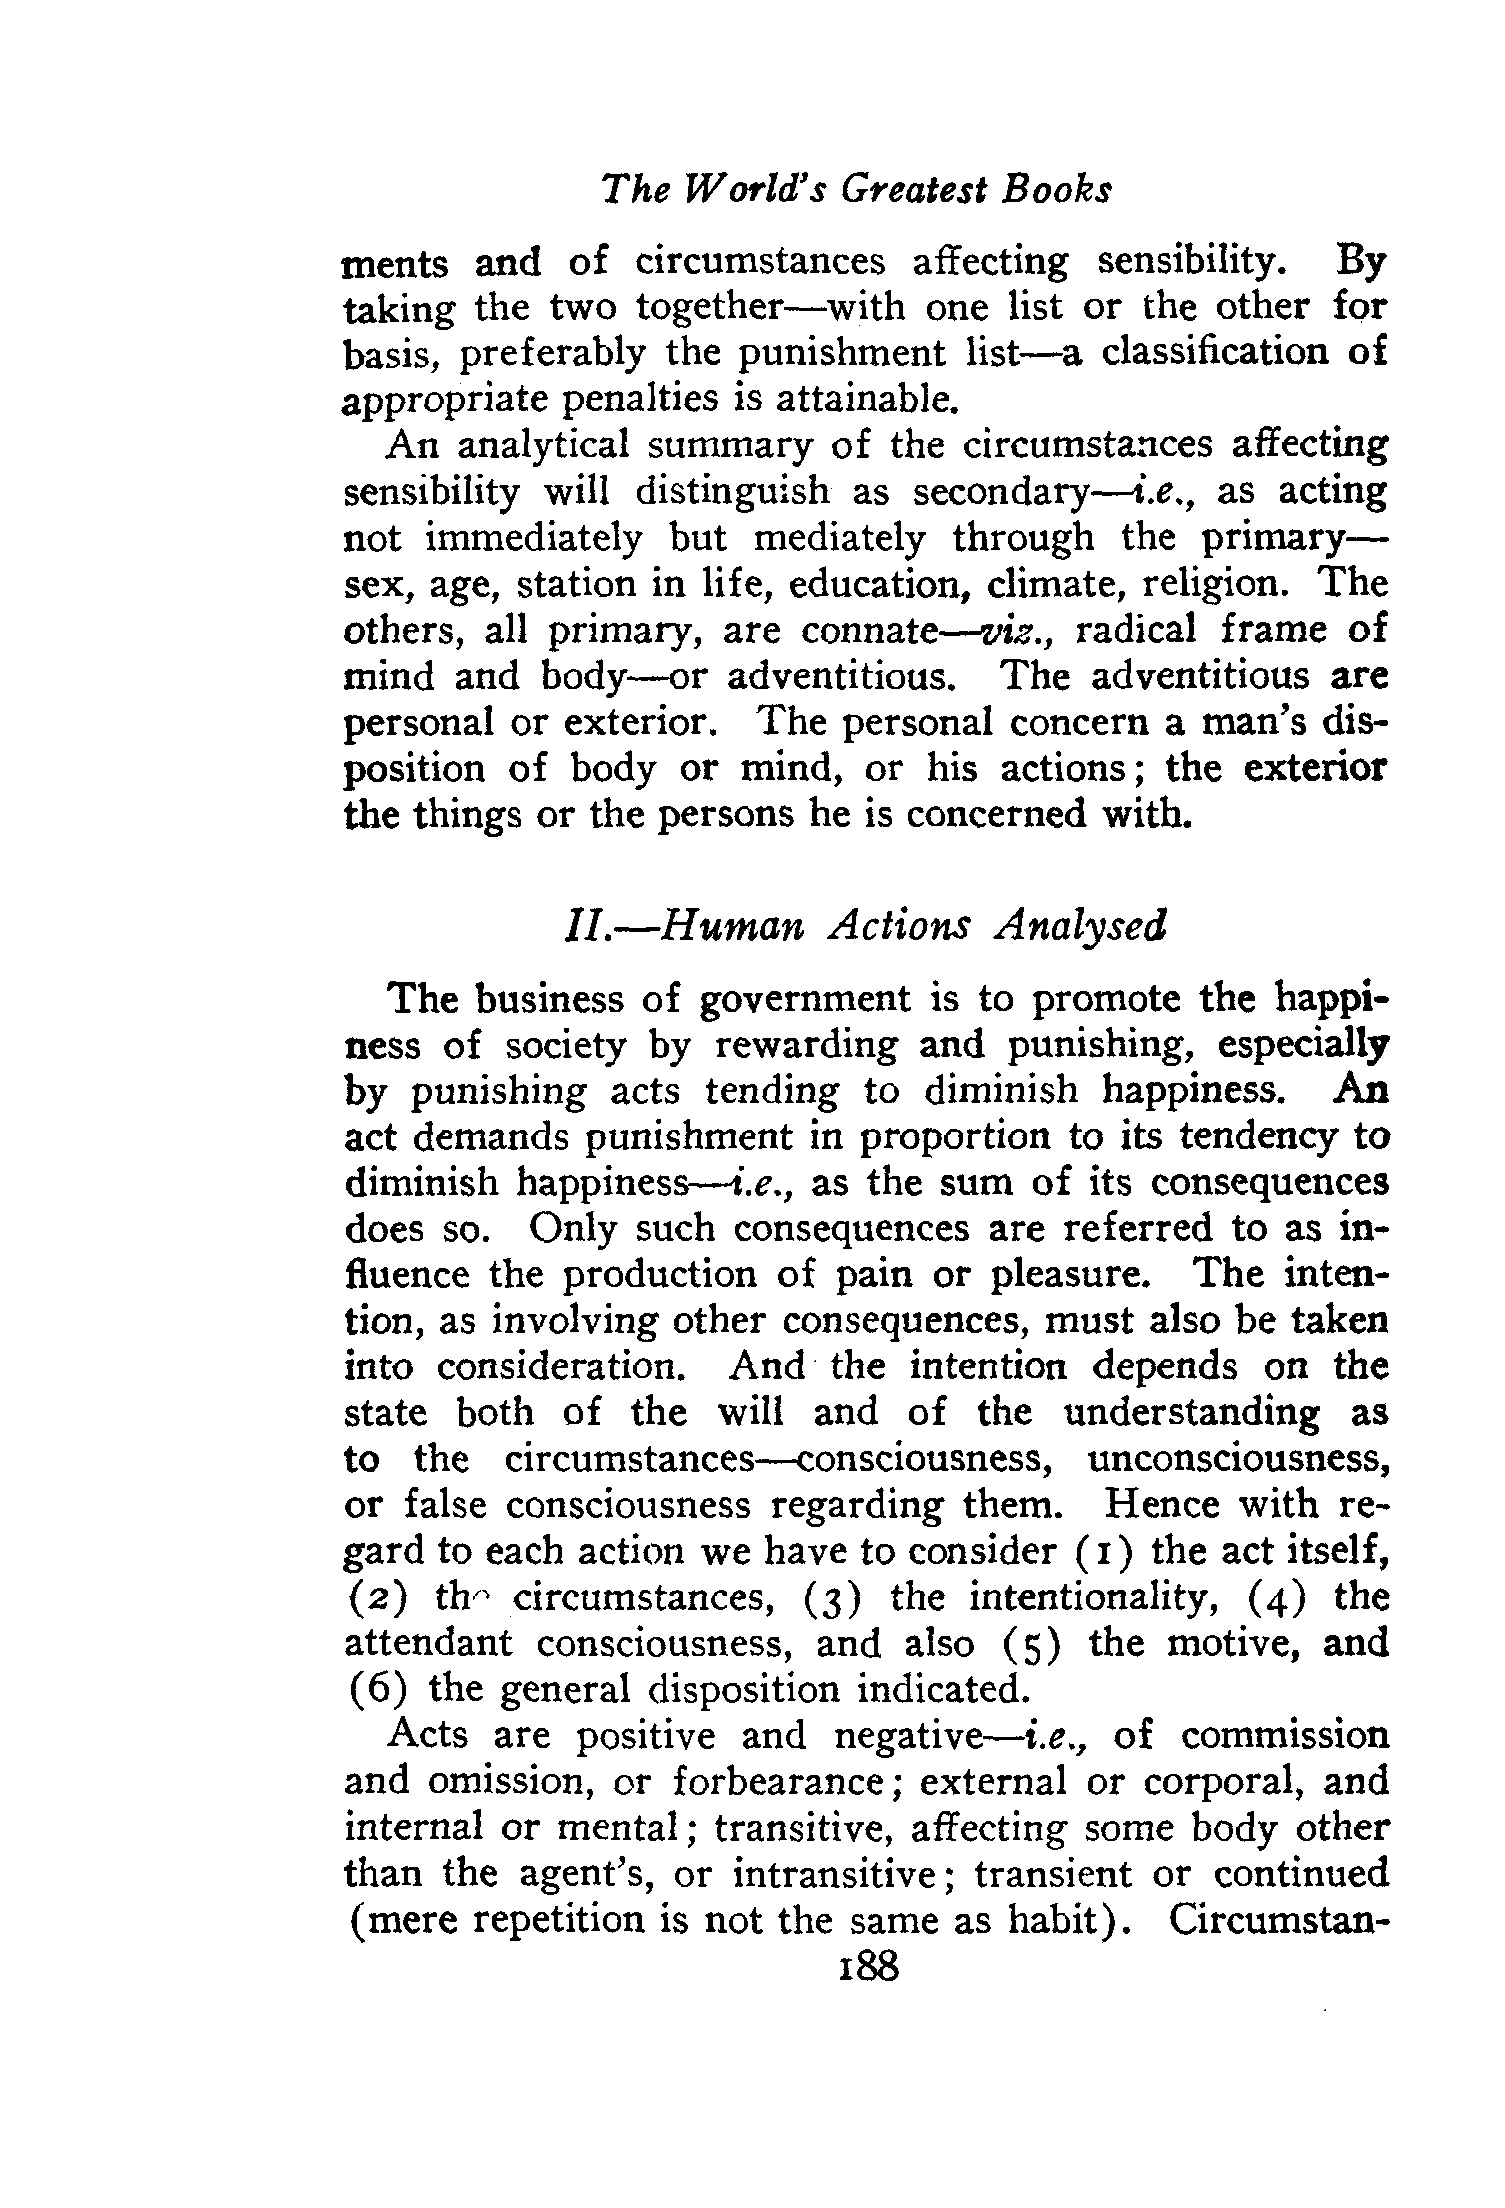 The World's Greatest Books
ments and of circumstances affecting sensibility. By
taking the two together—with one list or the other for
basis, preferably the punishment list—a classification of
appropriate penalties is attainable.
An analytical summary of the circumstances affecting
sensibility will distinguish as secondary—i.e., as acting
not immediately but mediately through the primary—
sex, age, station in life, education, climate, religion. The
others, all primary, are connate—viz., radical frame of
mind and body—or adventitious. The adventitious are
personal or exterior. The personal concern a man's dis-
position of body or mind, or his actions; the exterior
the things or the persons he is concerned with.
II.—Human Actions Analysed
The business of government is to promote the happi-
ness of society by rewarding and punishing, especially
by punishing acts tending to diminish happiness. An
act demands punishment in proportion to its tendency to
diminish happiness—i.e., as the sum of its consequences
does so. Only such consequences are referred to as in-
fluence the production of pain or pleasure. The inten-
tion, as involving other consequences, must also be taken
into consideration. And the intention depends on the
state both of the will and of the understanding as
to the circumstances—consciousness, unconsciousness,
or false consciousness regarding them. Hence with re-
gard to each action we have to consider (1) the act itself,
(2) the circumstances, (3) the intentionality, (4) the
attendant consciousness, and also (5) the motive, and
(6) the general disposition indicated.
Acts are positive and negative—i.e., of commission
and omission, or forbearance; external or corporal, and
internal or mental; transitive, affecting some body other
than the agent's, or intransitive; transient or continued
(mere repetition is not the same as habit). Circumstan-
188